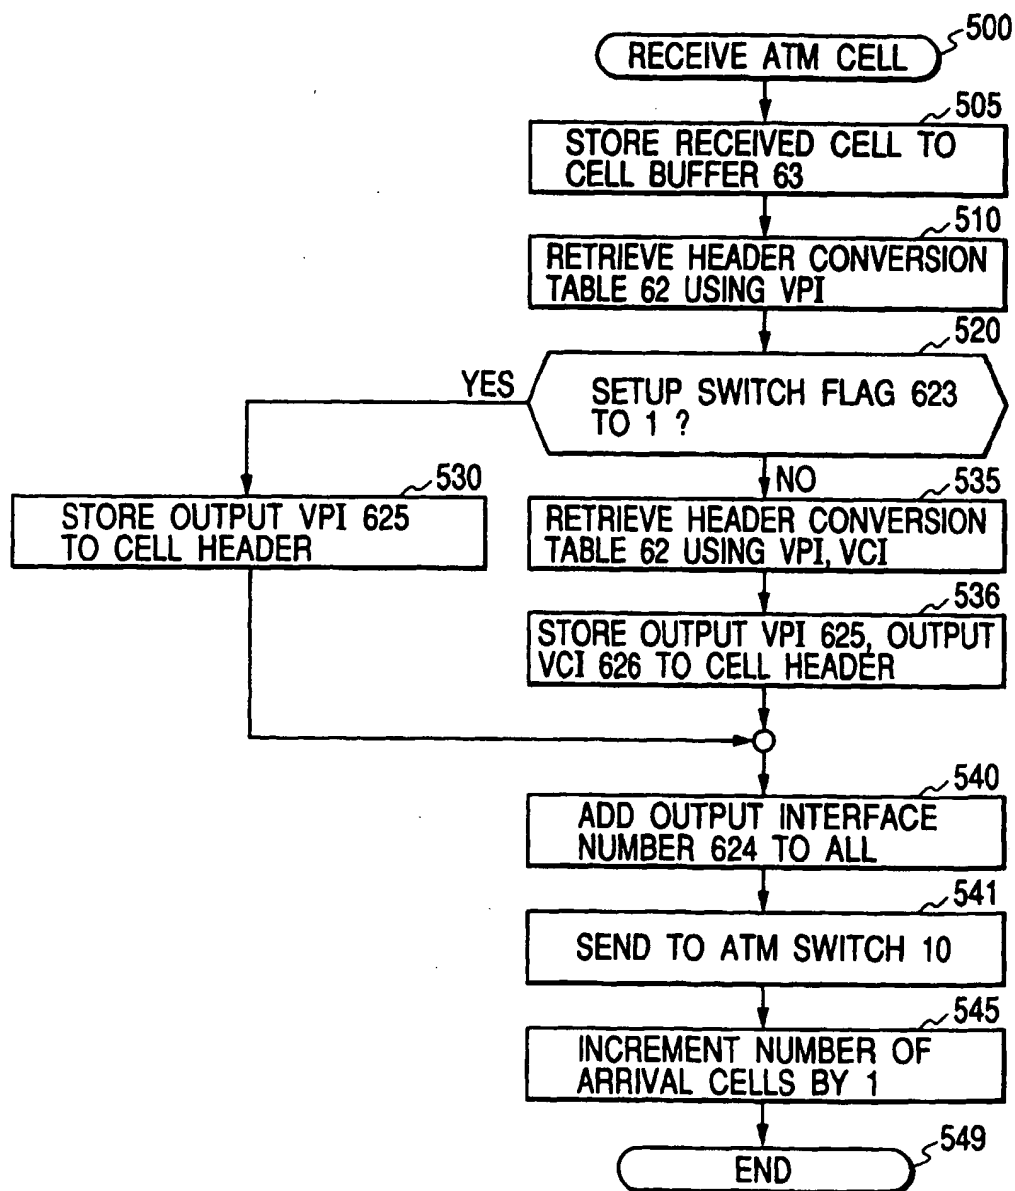 500
RECEIVE ATM CELL
505
STORE RECEIVED CELL TO
CELL BUFFER 63
510
RETRIEVE HEADER CONVERSION
TABLE 62 USING VPI
520
YES
SETUP SWITCH FLAG 623
TO 1 ?
NO
530
STORE OUTPUT VPI 625
TO CELL HEADER
535
RETRIEVE HEADER CONVERSION
TABLE 62 USING VPI, VCI
536
STORE OUTPUT VPI 625, OUTPUT
VCI 626 TO CELL HEADER
540
ADD OUTPUT INTERFACE
NUMBER 624 TO ALL
541
SEND TO ATM SWITCH 10
545
INCREMENT NUMBER OF
ARRIVAL CELLS BY 1
549
END